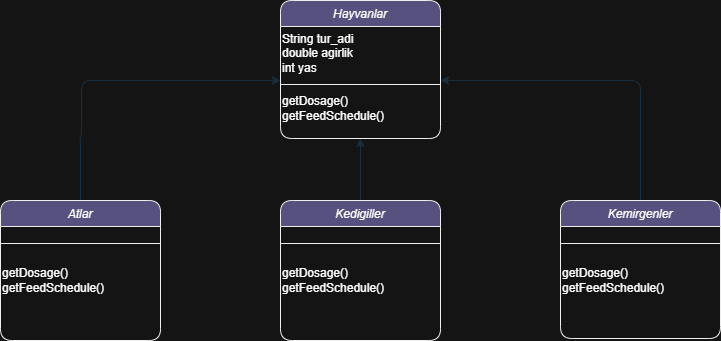 Hayvanlar
String tur_adi
double agirlik
int yas
getDosage()
getFeedSchedule()
Atlar
getDosage()
getFeedSchedule()
Kedigiller
getDosage()
getFeedSchedule()
Kemirgenler
getDosage()
getFeedSchedule()